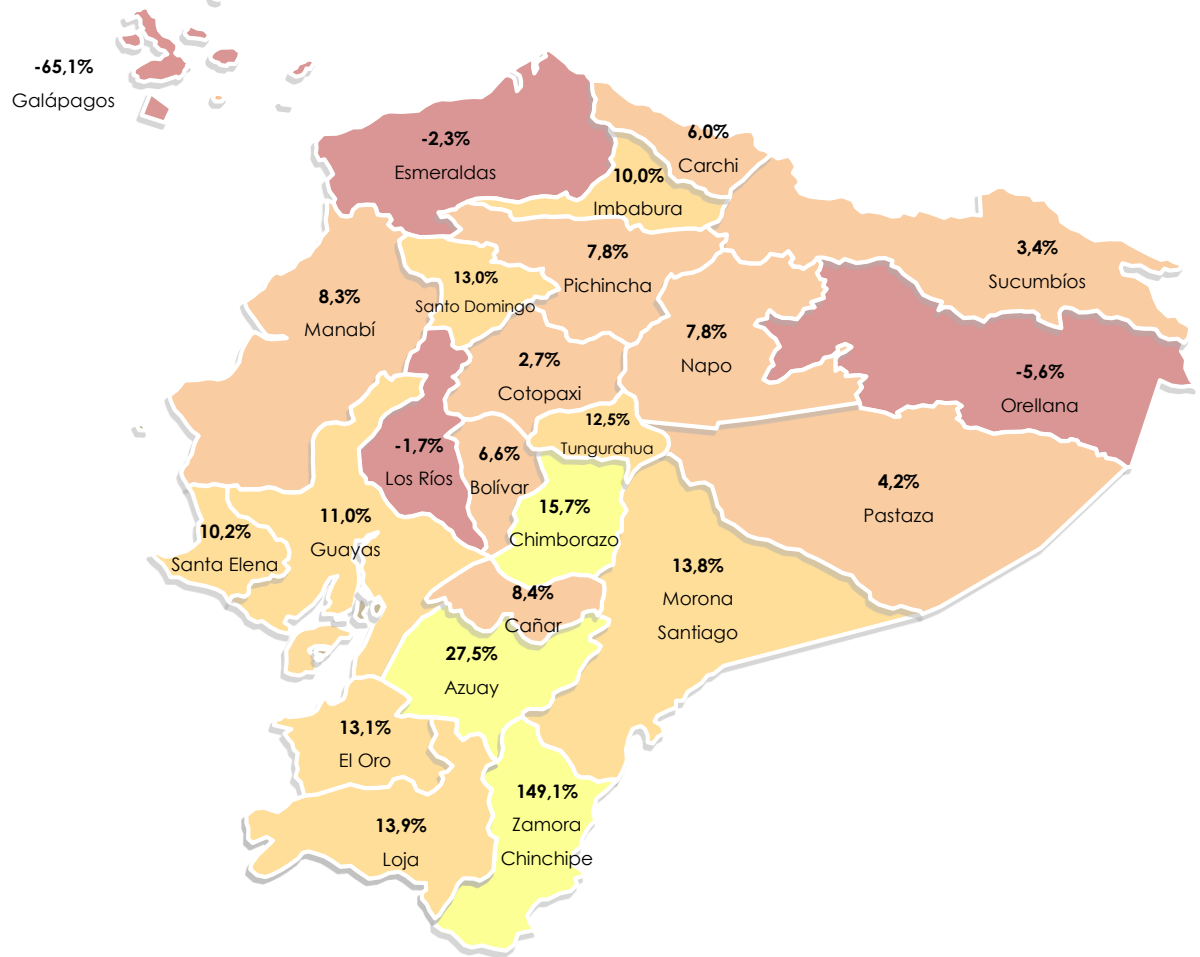 -65,1%
Galápagos
-2,3%
Esmeraldas
6,0%
Carchi
10,0%
Imbabura
3,4%
Sucumbíos
7,8%
Pichincha
13,0%
Santo Domingo
8,3%
Manabí
7,8%
Napo
2,7%
Cotopaxi
-5,6%
Orellana
12,5%
Tungurahua
-1,7%
Los Ríos
6,6%
Bolívar
4,2%
Pastaza
15,7%
Chimborazo
11,0%
Guayas
10,2%
Santa Elena
13,8%
Morona
Santiago
8,4%
Cañar
27,5%
Azuay
13,1%
El Oro
149,1%
Zamora
Chinchipe
13,9%
Loja